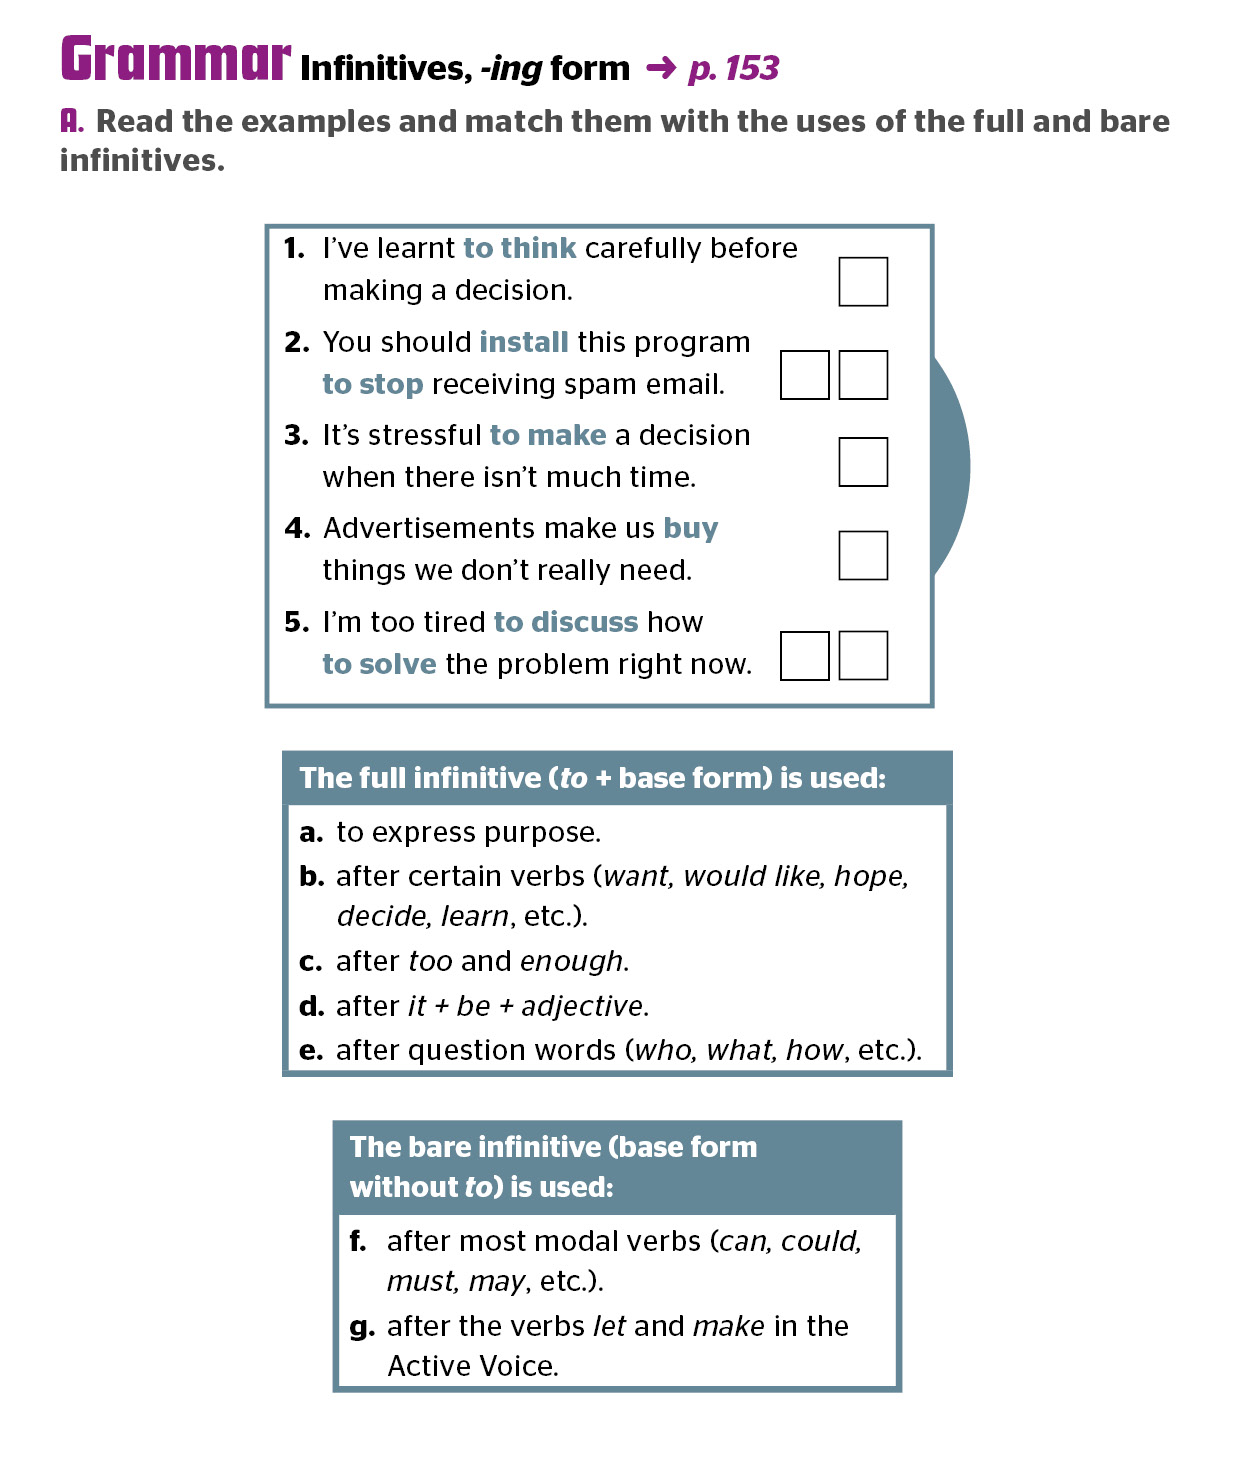 Grammar Infinitives, -ing form → p. 153
A. Read the examples and match them with the uses of the full and bare
infinitives.
1. I've learnt to think carefully before
making a decision.
2. You should install this program
to stop receiving spam email.
3. It's stressful to make a decision
when there isn't much time.
4. Advertisements make us buy
things we don't really need.
5. I'm too tired to discuss how
to solve the problem right now.
The full infinitive (to + base form) is used:
a. to express purpose.
b. after certain verbs (want, would like, hope,
decide, learn, etc.).
c. after too and enough.
d. after it + be + adjective.
e. after question words (who, what, how, etc.).
The bare infinitive (base form
without to) is used:
f. after most modal verbs (can, could,
must, may, etc.).
g. after the verbs let and make in the
Active Voice.